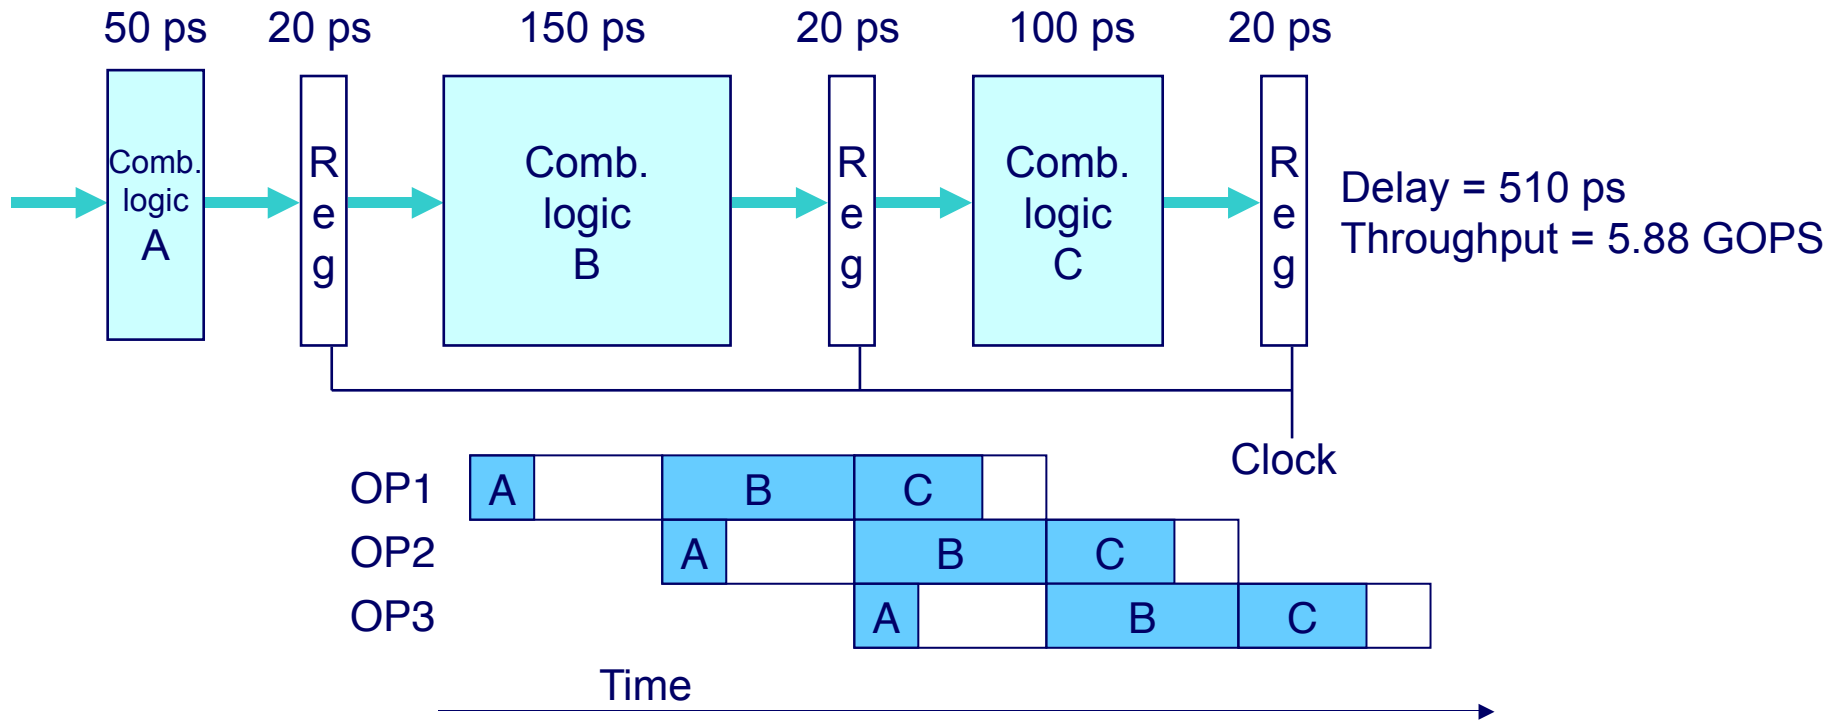 50 ps 20 ps 150 ps 20 ps 100 ps 20 ps
Comb.
logic
A
R
e
g
Comb.
logic
B
R
e
g
Comb.
logic
C
R
e
g
Delay = 510 ps
Throughput = 5.88 GOPS
Clock
OP1 A B C
OP2 A B C
OP3 A B C
Time